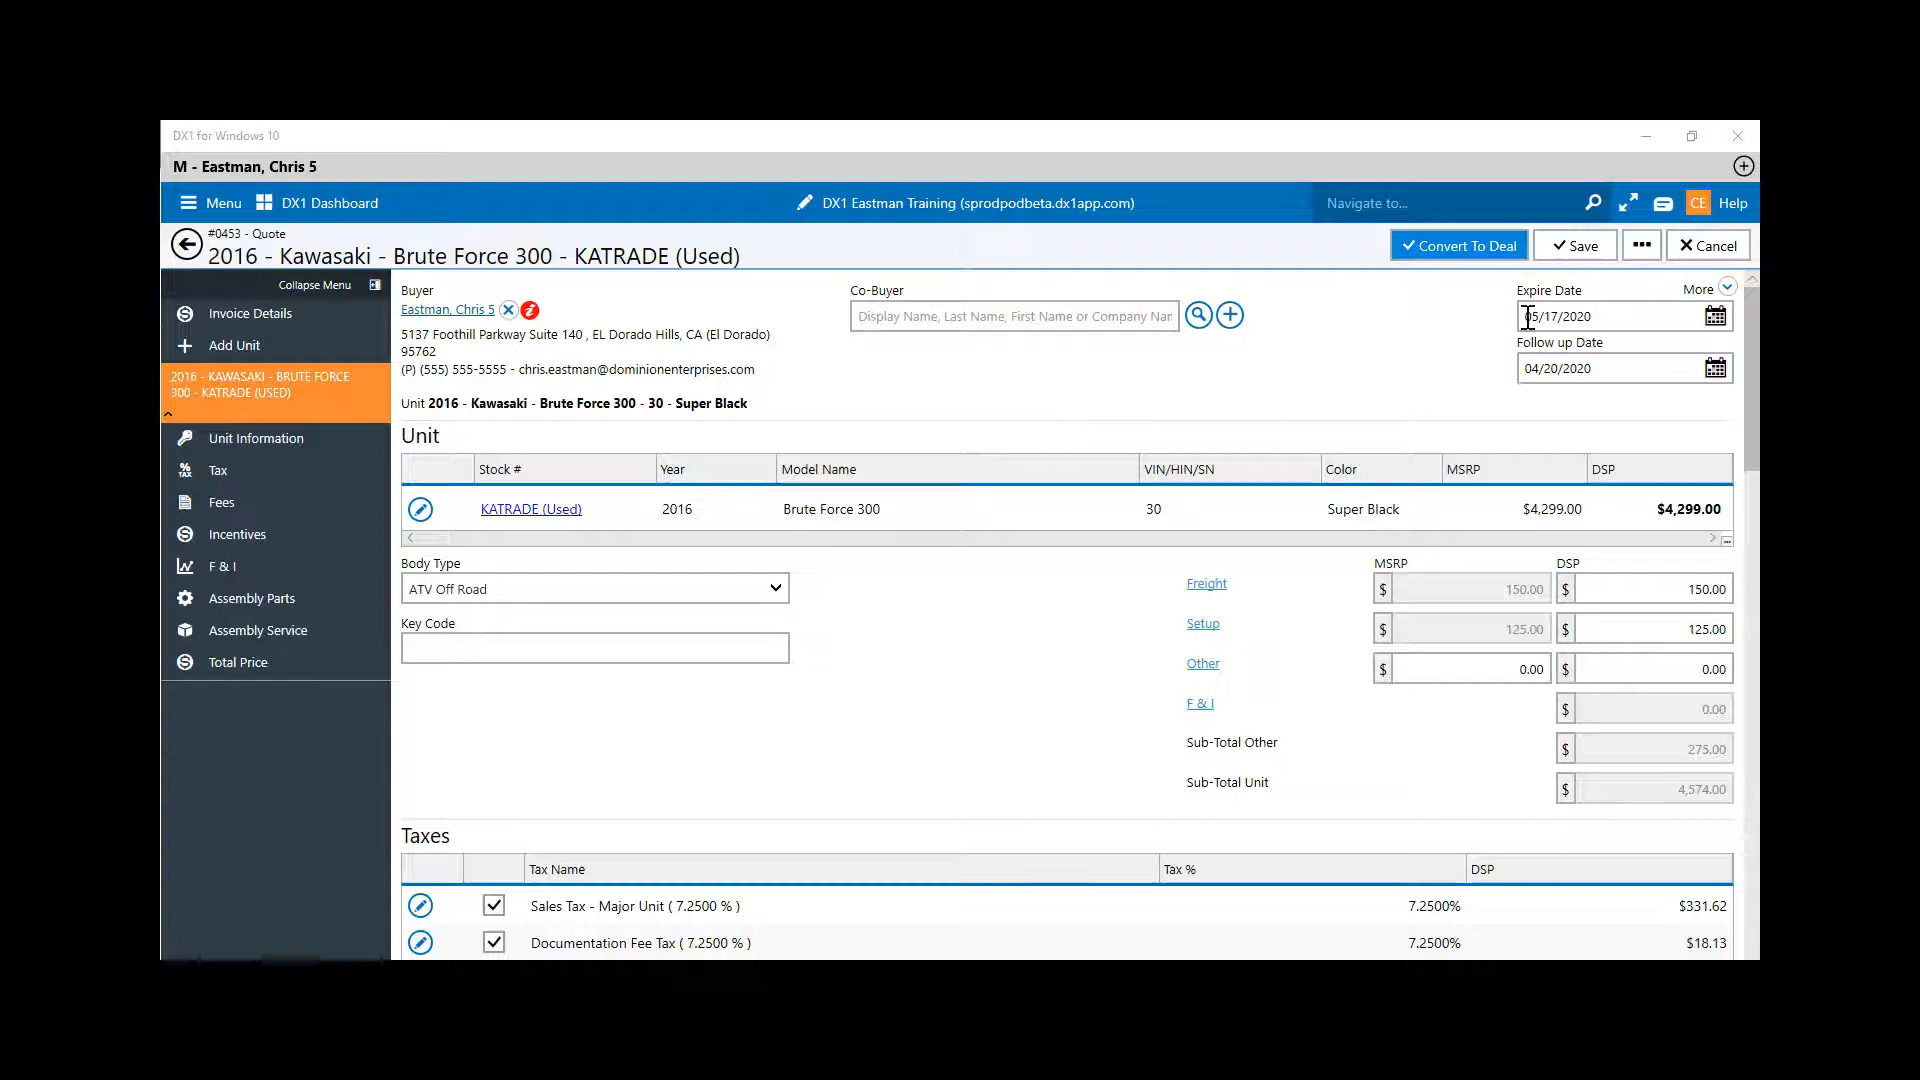 DX1 for Windows 10
M - Eastman, Chris 5
Menu DX1 Dashboard DX1 Eastman Training (sprodpodbeta.dx1app.com) Navigate to... CE Help
#0453 - Quote
2016 - Kawasaki - Brute Force 300 - KATRADE (Used)
Convert To Deal Save ••• Cancel
Collapse Menu
Invoice Details
Add Unit
2016 - KAWASAKI - BRUTE FORCE
300 - KATRADE (USED)
Unit Information
% TAX Tax
Fees
Incentives
F & I
Assembly Parts
Assembly Service
Total Price
Buyer
Eastman, Chris 5
5137 Foothill Parkway Suite 140 , EL Dorado Hills, CA (El Dorado)
95762
(P) (555) 555-5555 - chris.eastman@dominionenterprises.com
Co-Buyer
Display Name, Last Name, First Name or Company Nan
Expire Date More
05/17/2020
Follow up Date
04/20/2020
Unit 2016 - Kawasaki - Brute Force 300 - 30 - Super Black
Unit
Stock # Year Model Name VIN/HIN/SN Color MSRP DSP
KATRADE (Used) 2016 Brute Force 300 30 Super Black $4,299.00 $4,299.00
Body Type
ATV Off Road
Key Code
MSRP DSP
Freight $ 150.00 $ 150.00
Setup $ 125.00 $ 125.00
Other $ 0.00 $ 0.00
F & I $ 0.00
Sub-Total Other $ 275.00
Sub-Total Unit $ 4,574.00
Taxes
Tax Name Tax % DSP
Sales Tax - Major Unit ( 7.2500 % ) 7.2500% $331.62
Documentation Fee Tax ( 7.2500 % ) 7.2500% $18.13